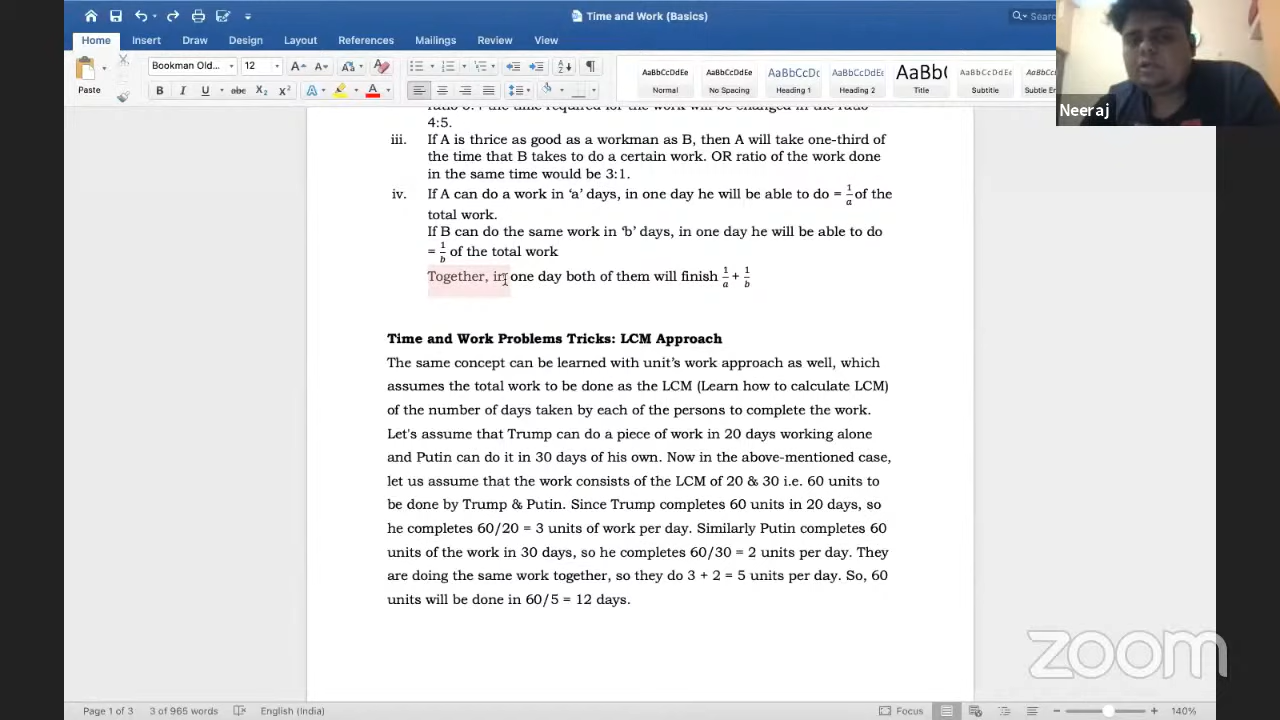 Time and Work (Basics)
Home Insert Draw Design Layout References Mailings Review View
Paste
Bookman Old... 12
AaBbCcDdEe AaBbCcDdEe AaBbCcDc AaBbCcDdEe AaBb( AaBbCcDdEe
Normal No Spacing Heading 1 Heading 2 Title Subtitle
Neeraj
4:5.
iii. If A is thrice as good as a workman as B, then A will take one-third of
the time that B takes to do a certain work. OR ratio of the work done
in the same time would be 3:1.
iv. If A can do a work in ‘a’ days, in one day he will be able to do = 1/a of the
total work.
If B can do the same work in ‘b’ days, in one day he will be able to do
= 1/b of the total work
Together, in one day both of them will finish 1/a + 1/b
Time and Work Problems Tricks: LCM Approach
The same concept can be learned with unit’s work approach as well, which
assumes the total work to be done as the LCM (Learn how to calculate LCM)
of the number of days taken by each of the persons to complete the work.
Let's assume that Trump can do a piece of work in 20 days working alone
and Putin can do it in 30 days of his own. Now in the above-mentioned case,
let us assume that the work consists of the LCM of 20 & 30 i.e. 60 units to
be done by Trump & Putin. Since Trump completes 60 units in 20 days, so
he completes 60/20 = 3 units of work per day. Similarly Putin completes 60
units of the work in 30 days, so he completes 60/30 = 2 units per day. They
are doing the same work together, so they do 3 + 2 = 5 units per day. So, 60
units will be done in 60/5 = 12 days.
zoom
Page 1 of 3 3 of 965 words English (India) Focus 140%